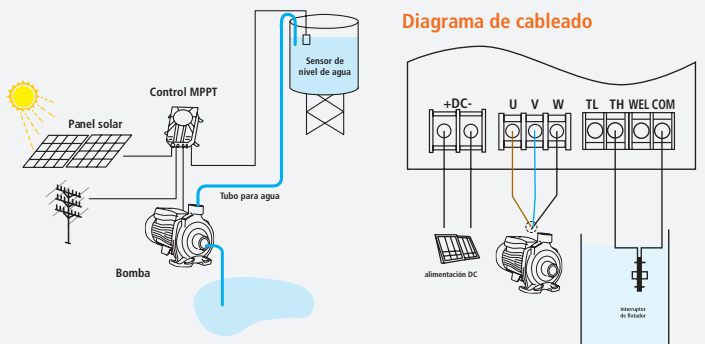 Diagrama de cableado
Sensor de
nivel de agua
Control MPPT
Panel solar
Tubo para agua
Bomba
+DC-
U V W
TL TH WEL COM
alimentación DC
interruptor
de flotador